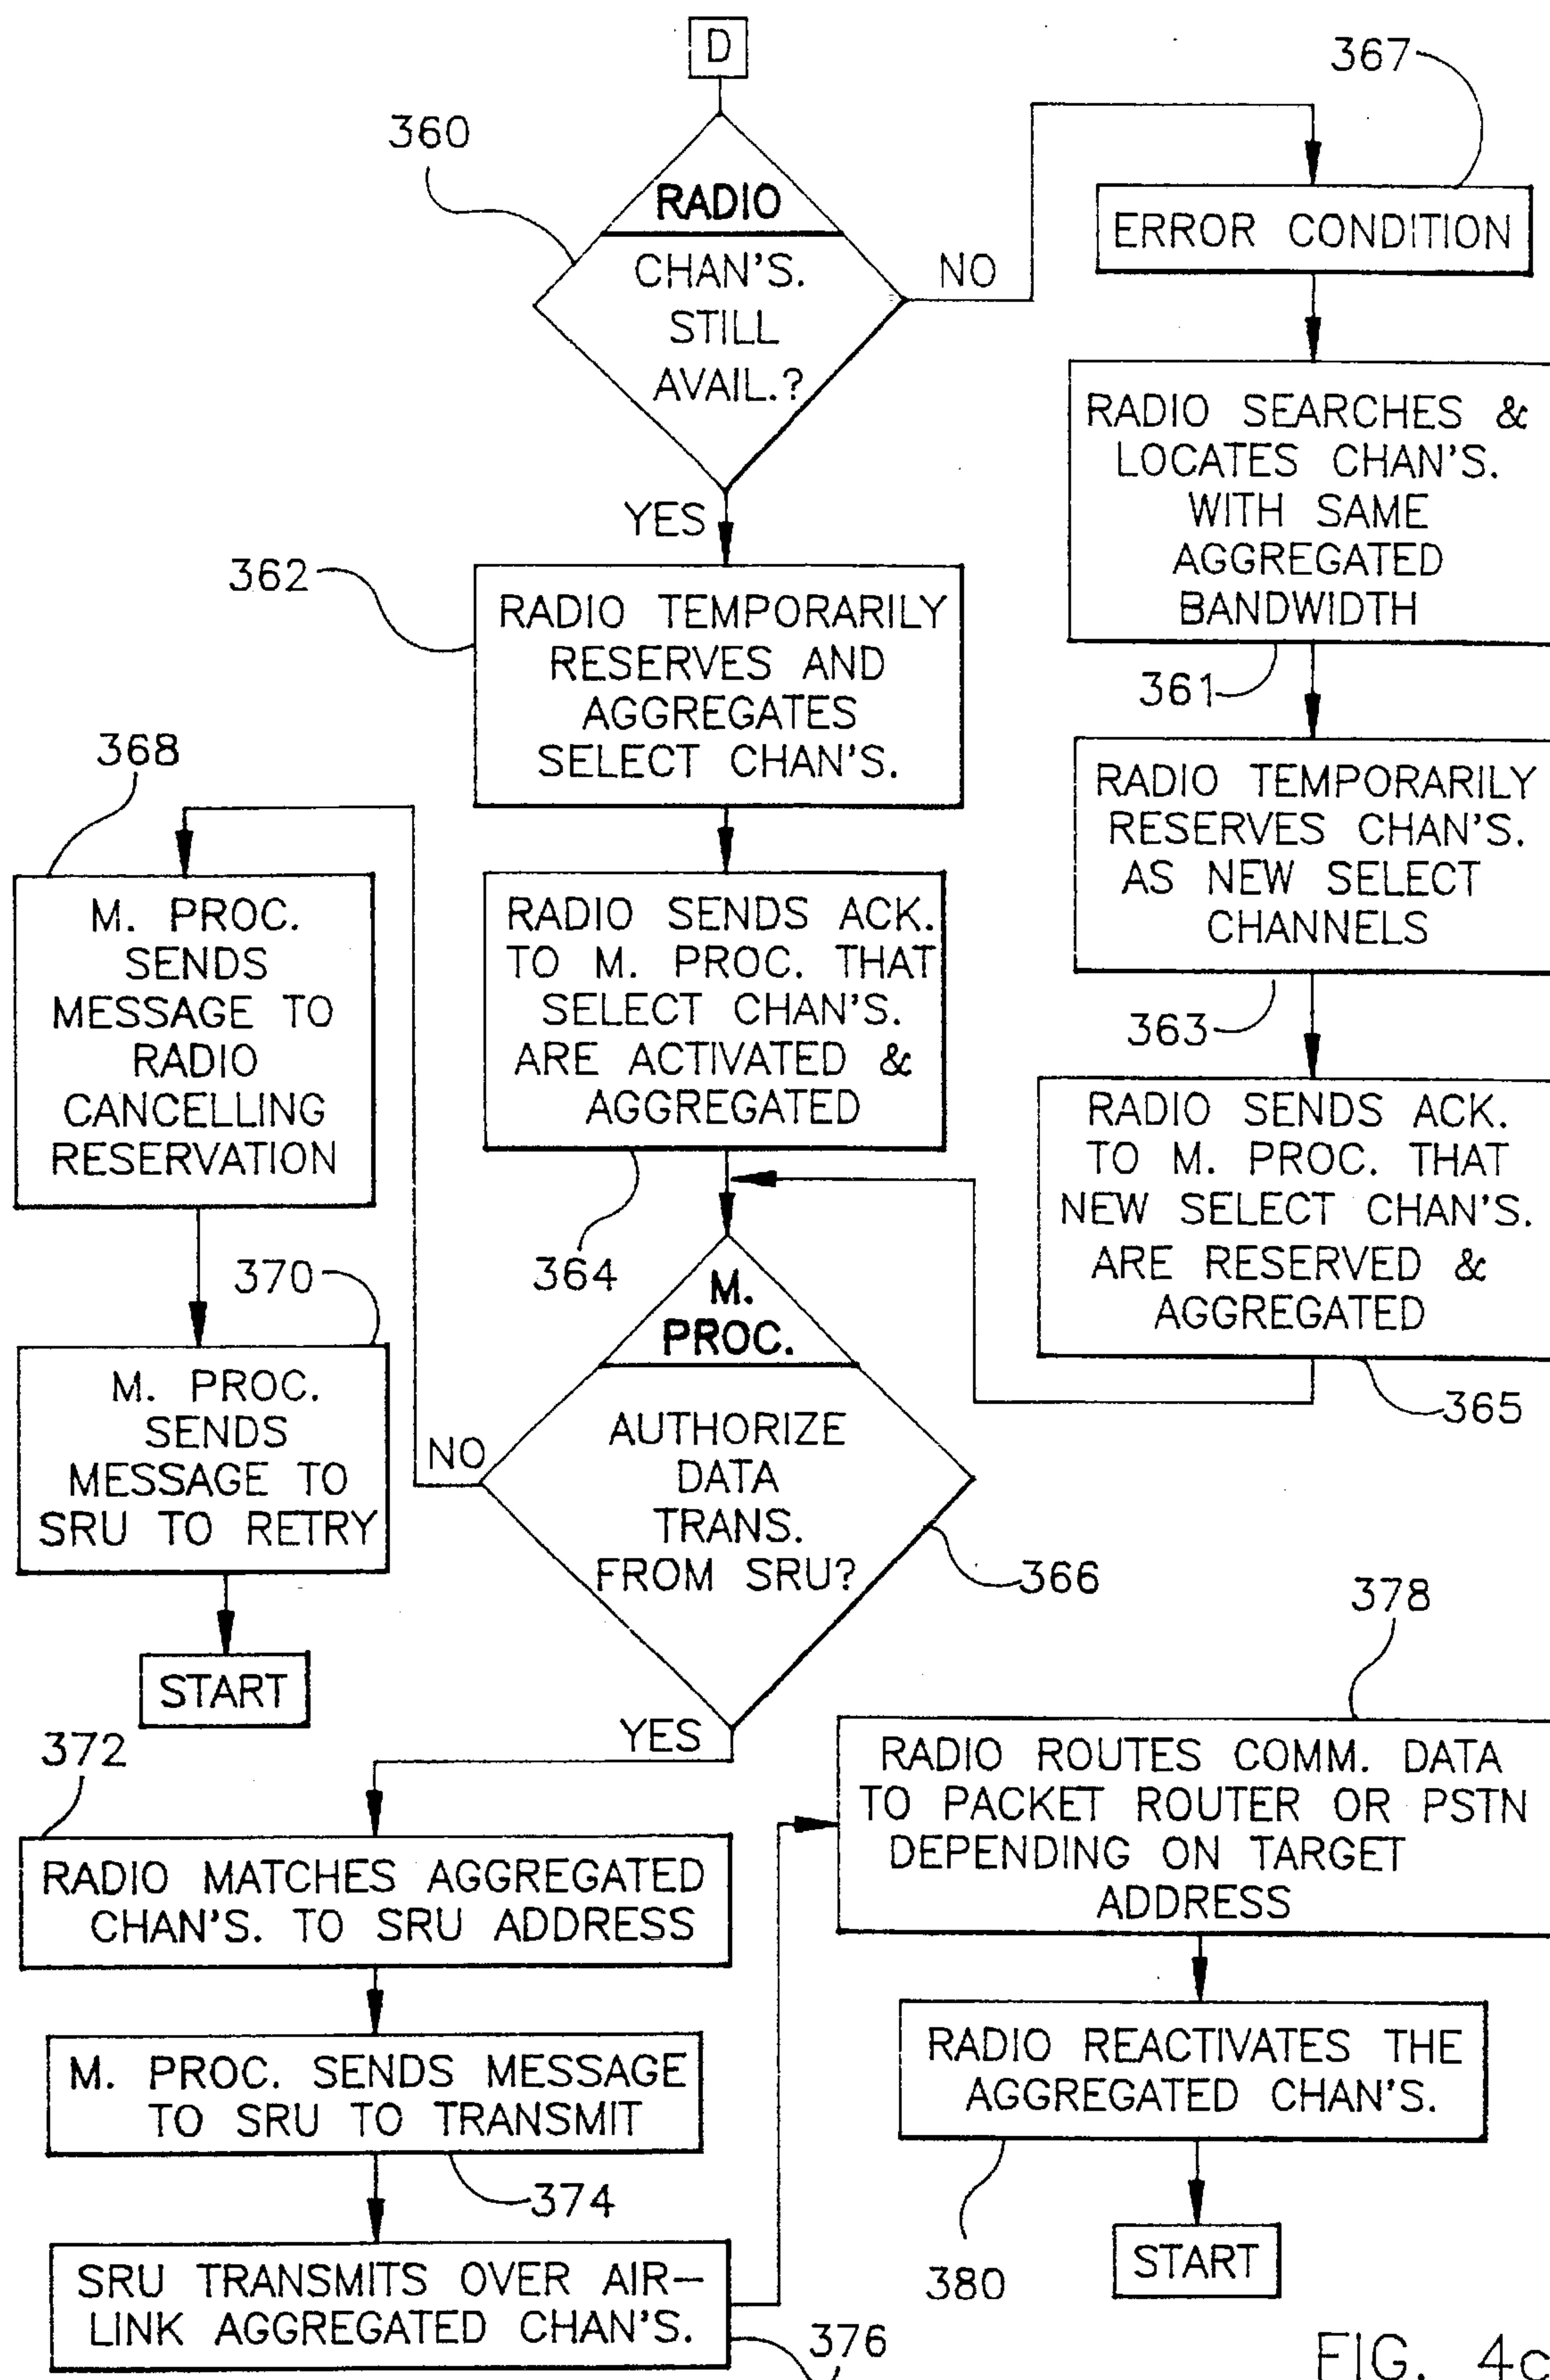 D
360
RADIO
CHAN'S.
STILL
AVAIL.?
NO
YES
367
ERROR CONDITION
RADIO SEARCHES &
LOCATES CHAN'S.
WITH SAME
AGGREGATED
BANDWIDTH
361
RADIO TEMPORARILY
RESERVES CHAN'S.
AS NEW SELECT
CHANNELS
363
RADIO SENDS ACK.
TO M. PROC. THAT
NEW SELECT CHAN'S.
ARE RESERVED &
AGGREGATED
365
362
RADIO TEMPORARILY
RESERVES AND
AGGREGATES
SELECT CHAN'S.
RADIO SENDS ACK.
TO M. PROC. THAT
SELECT CHAN'S.
ARE ACTIVATED &
AGGREGATED
364
M.
PROC.
AUTHORIZE
DATA
TRANS.
FROM SRU?
366
NO
YES
368
M. PROC.
SENDS
MESSAGE TO
RADIO
CANCELLING
RESERVATION
370
M. PROC.
SENDS
MESSAGE TO
SRU TO RETRY
START
372
RADIO MATCHES AGGREGATED
CHAN'S. TO SRU ADDRESS
M. PROC. SENDS MESSAGE
TO SRU TO TRANSMIT
374
SRU TRANSMITS OVER AIR-
LINK AGGREGATED CHAN'S.
376
378
RADIO ROUTES COMM. DATA
TO PACKET ROUTER OR PSTN
DEPENDING ON TARGET
ADDRESS
RADIO REACTIVATES THE
AGGREGATED CHAN'S.
380
START
FIG. 4c